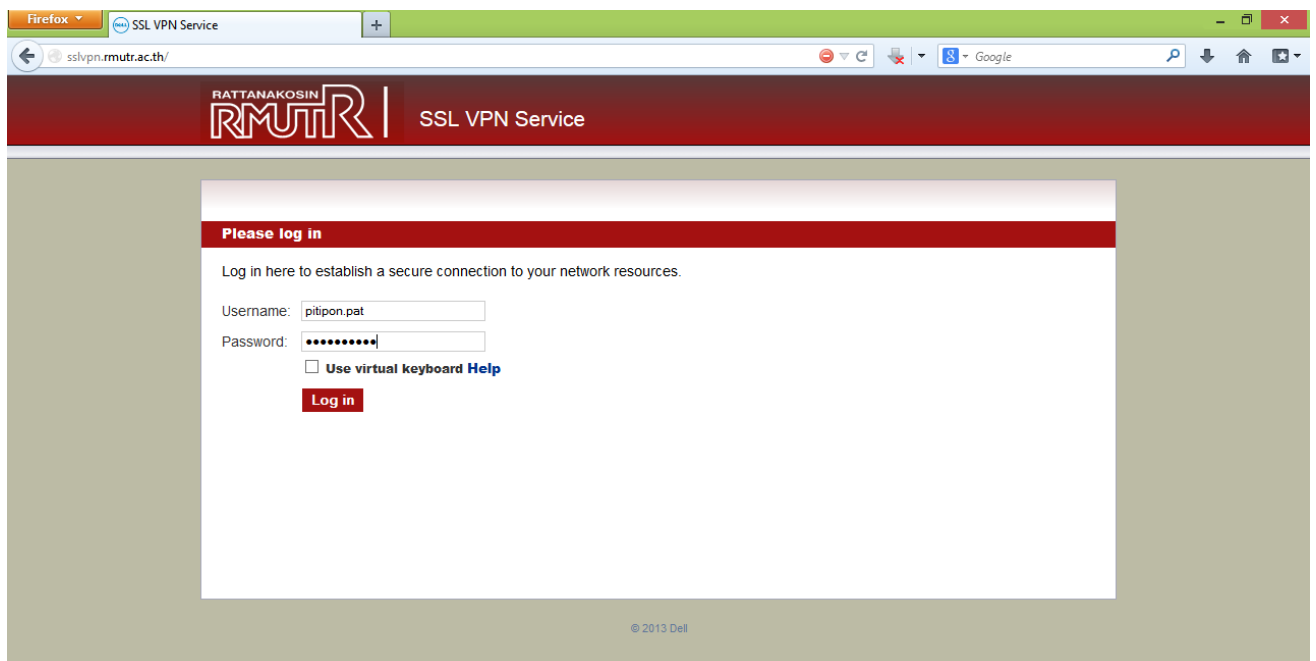 Firefox
DELL SSL VPN Service
sslvpn.rmutr.ac.th/
8 Google
RATTANAKOSIN
RMUTR
SSL VPN Service
Please log in
Log in here to establish a secure connection to your network resources.
Username: pitipon.pat
Password: ••••••••••
Use virtual keyboard Help
Log in
© 2013 Dell